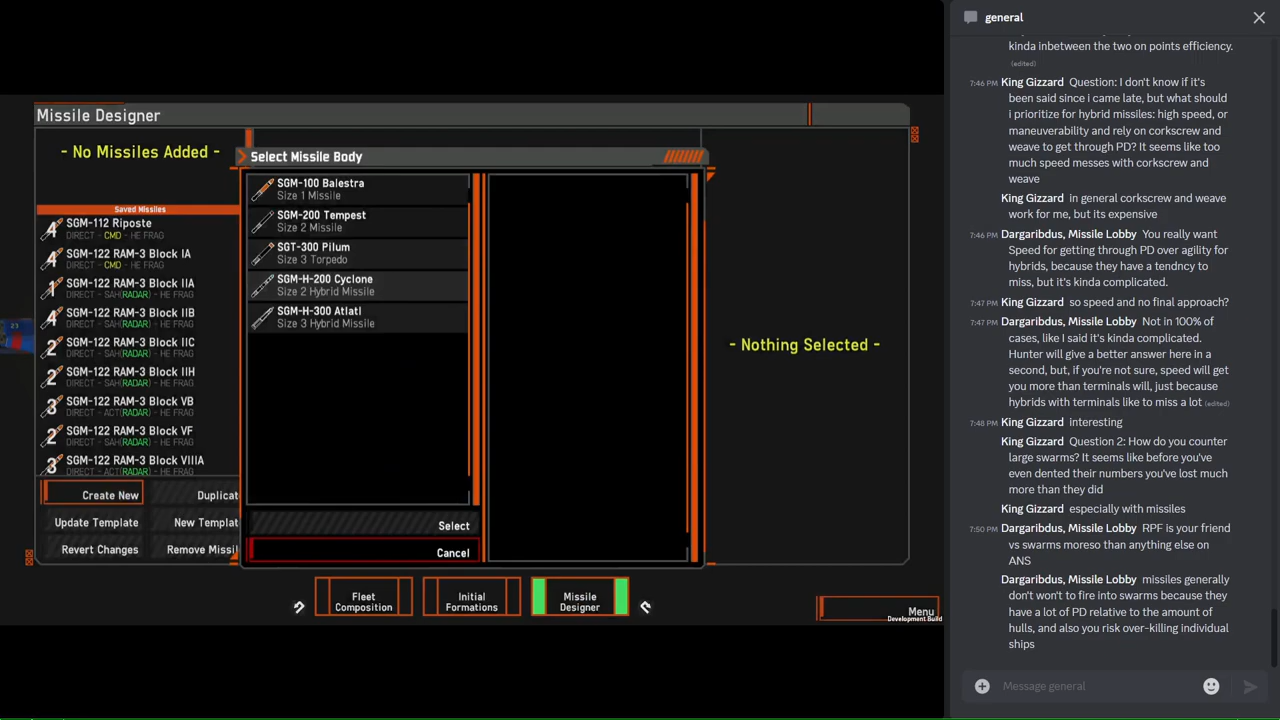 Missile Designer
- No Missiles Added -
Saved Missiles
4 SGM-112 Riposte
DIRECT - CMD - HE FRAG
4 SGM-122 RAM-3 Block IA
DIRECT - CMD - HE FRAG
1 SGM-122 RAM-3 Block IIA
DIRECT - SAH(RADAR) - HE FRAG
4 SGM-122 RAM-3 Block IIB
DIRECT - SAH(RADAR) - HE FRAG
2 SGM-122 RAM-3 Block IIC
DIRECT - SAH(RADAR) - HE FRAG
2 SGM-122 RAM-3 Block IIH
DIRECT - SAH(RADAR) - HE FRAG
3 SGM-122 RAM-3 Block VB
DIRECT - ACT(RADAR) - HE FRAG
2 SGM-122 RAM-3 Block VF
DIRECT - SAH(RADAR) - HE FRAG
3 SGM-122 RAM-3 Block VIIIA
DIRECT - ACT(RADAR) - HE FRAG
Create New
Duplicat
Update Template
New Templat
Revert Changes
Remove Missil
Select Missile Body
SGM-100 Balestra
Size 1 Missile
SGM-200 Tempest
Size 2 Missile
SGT-300 Pilum
Size 3 Torpedo
SGM-H-200 Cyclone
Size 2 Hybrid Missile
SGM-H-300 Atlatl
Size 3 Hybrid Missile
Select
Cancel
- Nothing Selected -
Fleet
Composition
Initial
Formations
Missile
Designer
Menu
Development Build
21
general
kinda inbetween the two on points efficiency.
(edited)
7:46 PM King Gizzard Question: I don't know if it's
been said since i came late, but what should
i prioritize for hybrid missiles: high speed, or
maneuverability and rely on corkscrew and
weave to get through PD? It seems like too
much speed messes with corkscrew and
weave
King Gizzard in general corkscrew and weave
work for me, but its expensive
7:46 PM Dargaribdus, Missile Lobby You really want
Speed for getting through PD over agility for
hybrids, because they have a tendncy to
miss, but it's kinda complicated.
7:47 PM King Gizzard so speed and no final approach?
7:47 PM Dargaribdus, Missile Lobby Not in 100% of
cases, like I said it's kinda complicated.
Hunter will give a better answer here in a
second, but, if you're not sure, speed will get
you more than terminals will, just because
hybrids with terminals like to miss a lot (edited)
7:48 PM King Gizzard interesting
King Gizzard Question 2: How do you counter
large swarms? It seems like before you've
even dented their numbers you've lost much
more than they did
King Gizzard especially with missiles
7:50 PM Dargaribdus, Missile Lobby RPF is your friend
vs swarms moreso than anything else on
ANS
Dargaribdus, Missile Lobby missiles generally
don't won't to fire into swarms because they
have a lot of PD relative to the amount of
hulls, and also you risk over-killing individual
ships
Message general